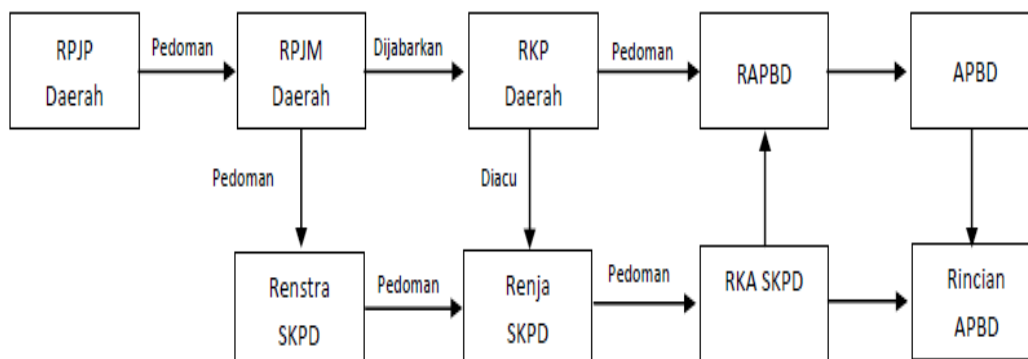 RPJP
Daerah
Pedoman
RPJM
Daerah
Dijabarkan
RKP
Daerah
Pedoman
RAPBD
APBD
Pedoman
Diacu
Renstra
SKPD
Pedoman
Renja
SKPD
Pedoman
RKA SKPD
Rincian
APBD